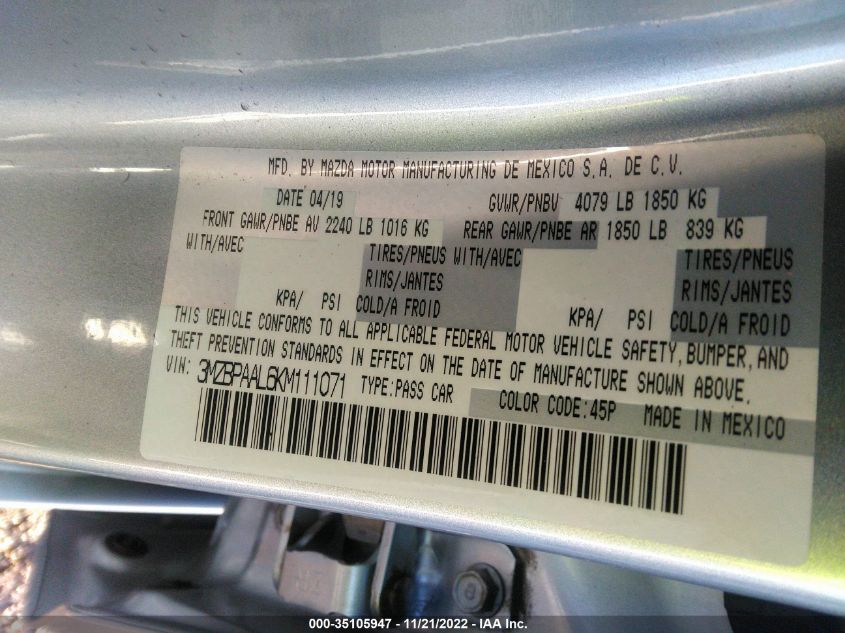 MFD. BY MAZDA MOTOR MANUFACTURING DE MEXICO S.A. DE C.V.
DATE 04/19 GVWR/PNBV 4079 LB 1850 KG
FRONT GAWR/PNBE AV 2240 LB 1016 KG REAR GAWR/PNBE AR 1850 LB 839 KG
WITH/AVEC TIRES/PNEUS WITH/AVEC TIRES/PNEUS
RIMS/JANTES RIMS/JANTES
KPA/ PSI COLD/A FROID KPA/ PSI COLD/A FROID
THIS VEHICLE CONFORMS TO ALL APPLICABLE FEDERAL MOTOR VEHICLE SAFETY, BUMPER, AND
THEFT PREVENTION STANDARDS IN EFFECT ON THE DATE OF MANUFACTURE SHOWN ABOVE.
VIN: 3MZBPAAL6KM111071 TYPE:PASS CAR COLOR CODE:45P MADE IN MEXICO
000-35105947 - 11/21/2022 - IAA Inc.